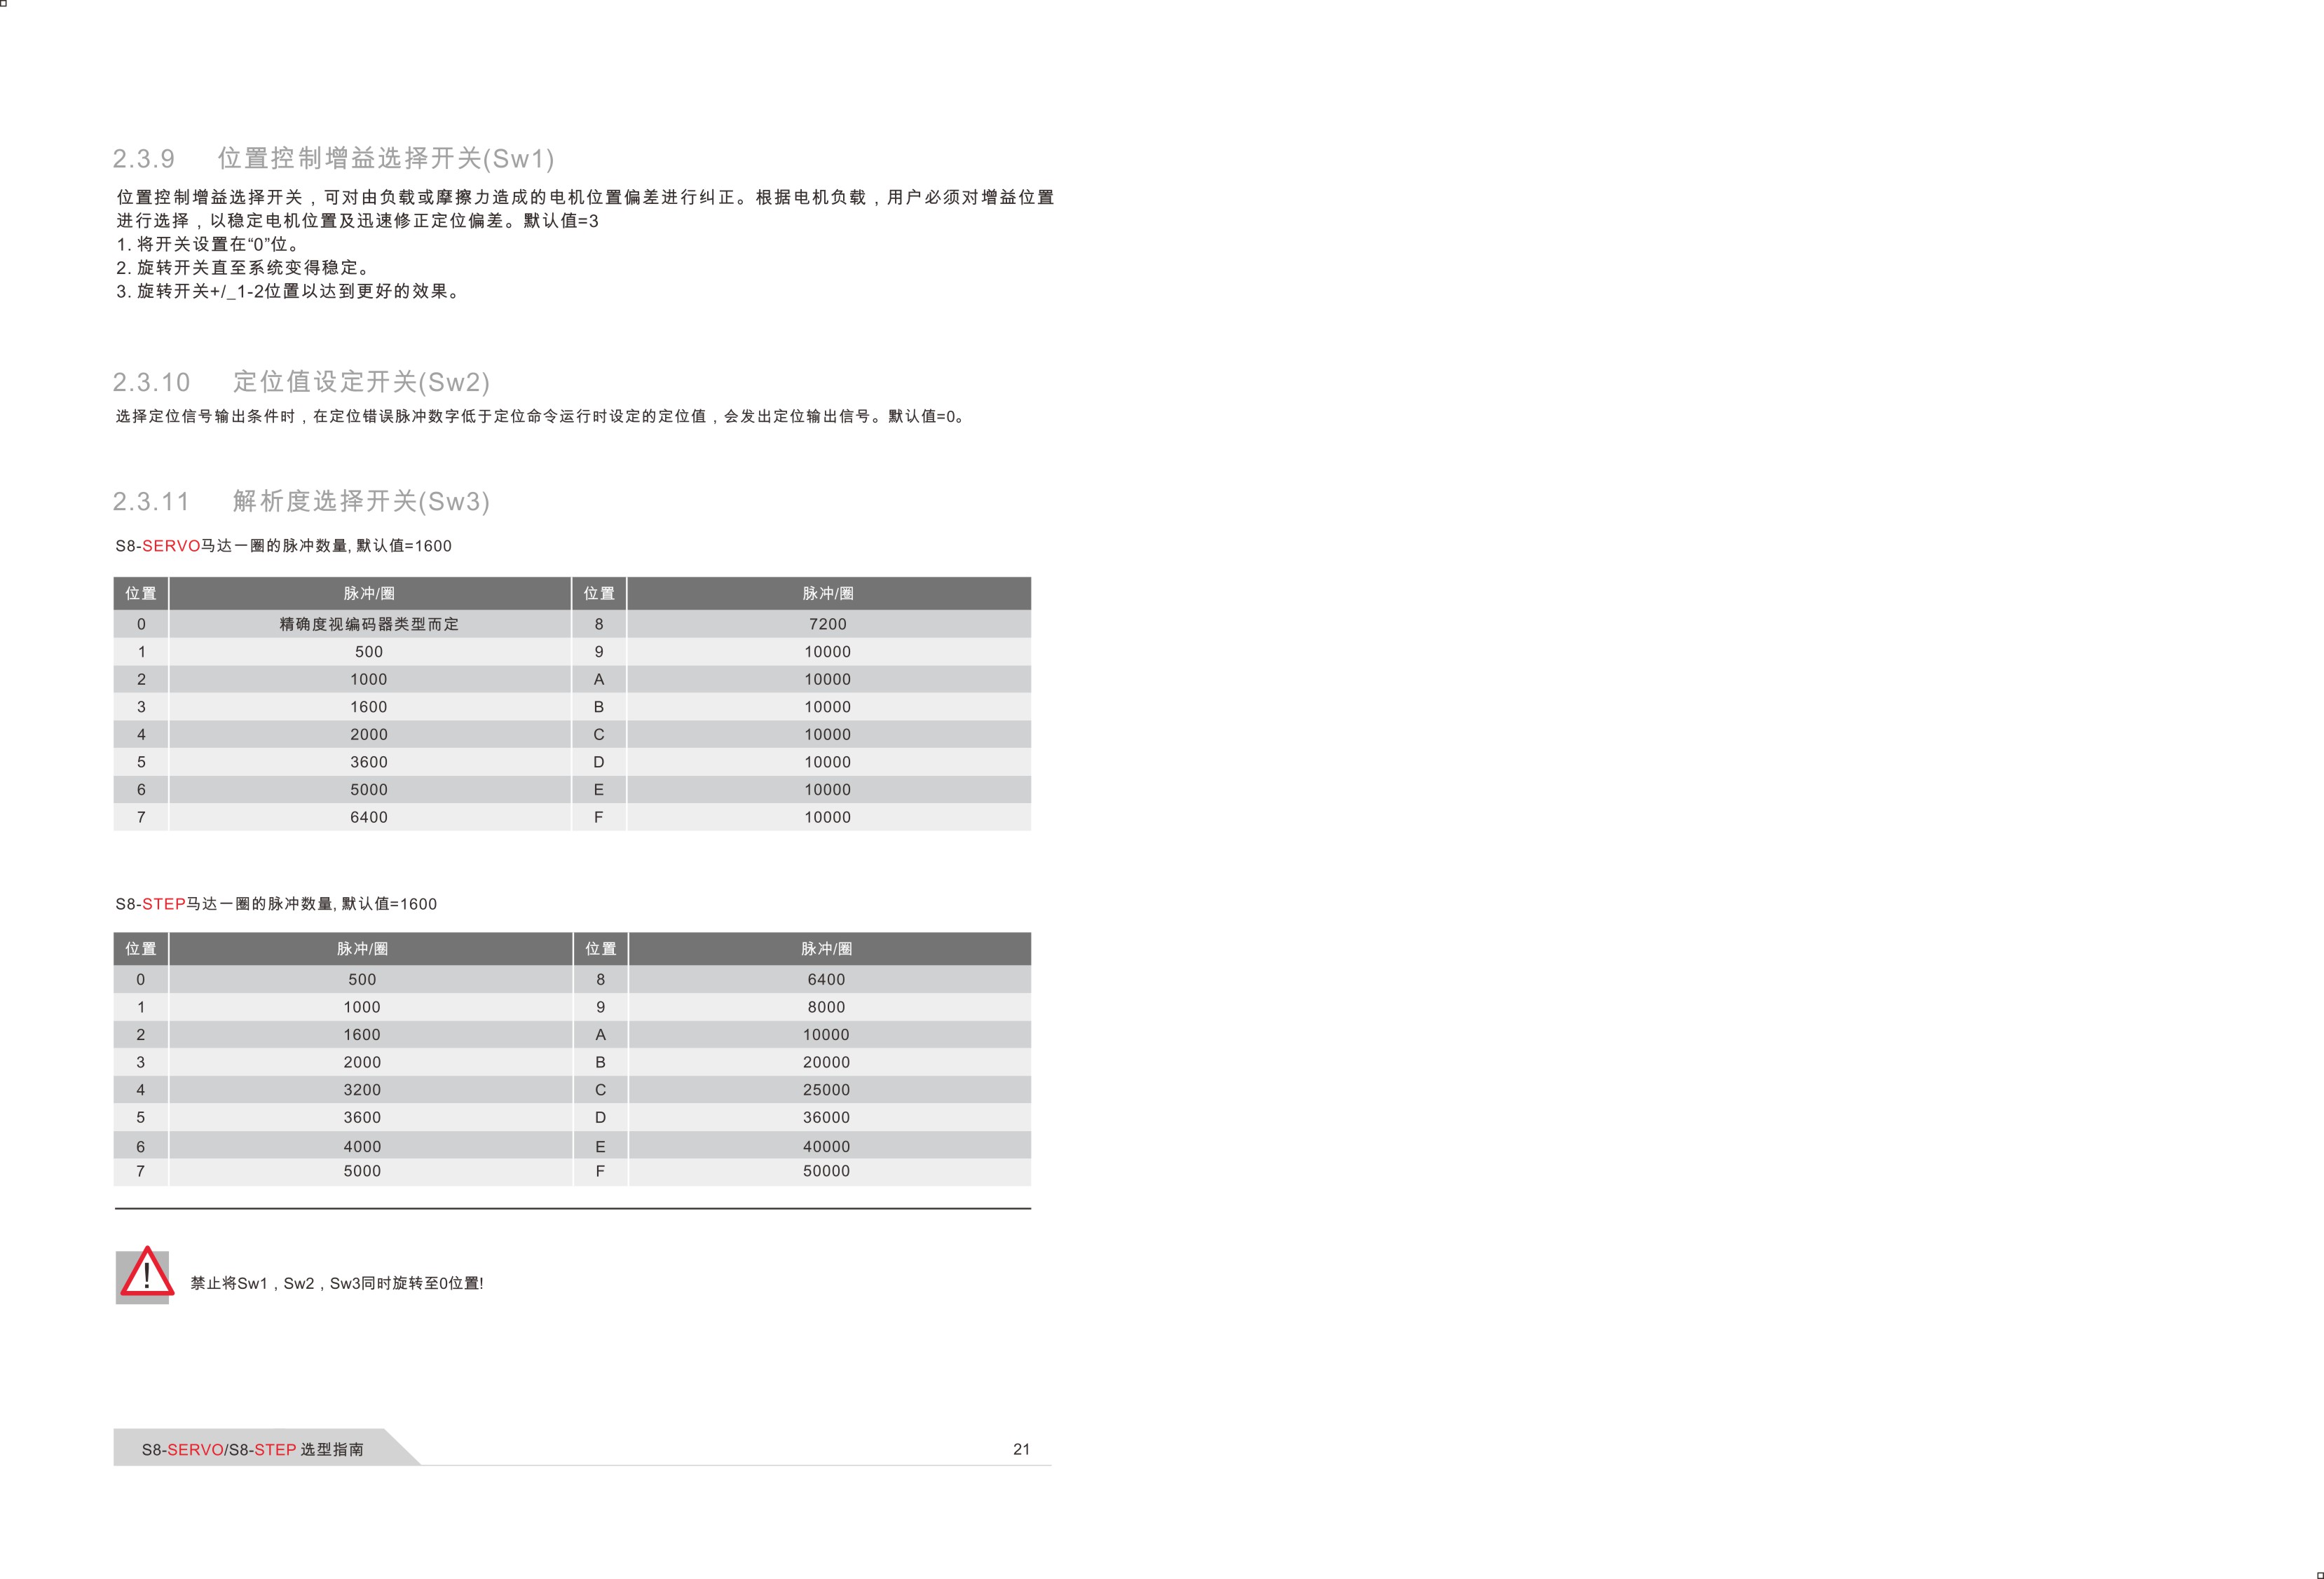 2.3.9 位置控制增益选择开关(Sw1)
位置控制增益选择开关，可对由负载或摩擦力造成的电机位置偏差进行纠正。根据电机负载，用户必须对增益位置
进行选择，以稳定电机位置及迅速修正定位偏差。默认值=3
1. 将开关设置在“0”位。
2. 旋转开关直至系统变得稳定。
3. 旋转开关+/_1-2位置以达到更好的效果。
2.3.10 定位值设定开关(Sw2)
选择定位信号输出条件时，在定位错误脉冲数字低于定位命令运行时设定的定位值，会发出定位输出信号。默认值=0。
2.3.11 解析度选择开关(Sw3)
S8-SERVO马达一圈的脉冲数量, 默认值=1600
位置 脉冲/圈 位置 脉冲/圈
0 精确度视编码器类型而定 8 7200
1 500 9 10000
2 1000 A 10000
3 1600 B 10000
4 2000 C 10000
5 3600 D 10000
6 5000 E 10000
7 6400 F 10000
S8-STEP马达一圈的脉冲数量, 默认值=1600
位置 脉冲/圈 位置 脉冲/圈
0 500 8 6400
1 1000 9 8000
2 1600 A 10000
3 2000 B 20000
4 3200 C 25000
5 3600 D 36000
6 4000 E 40000
7 5000 F 50000
! 禁止将Sw1，Sw2，Sw3同时旋转至0位置!
S8-SERVO/S8-STEP 选型指南 21